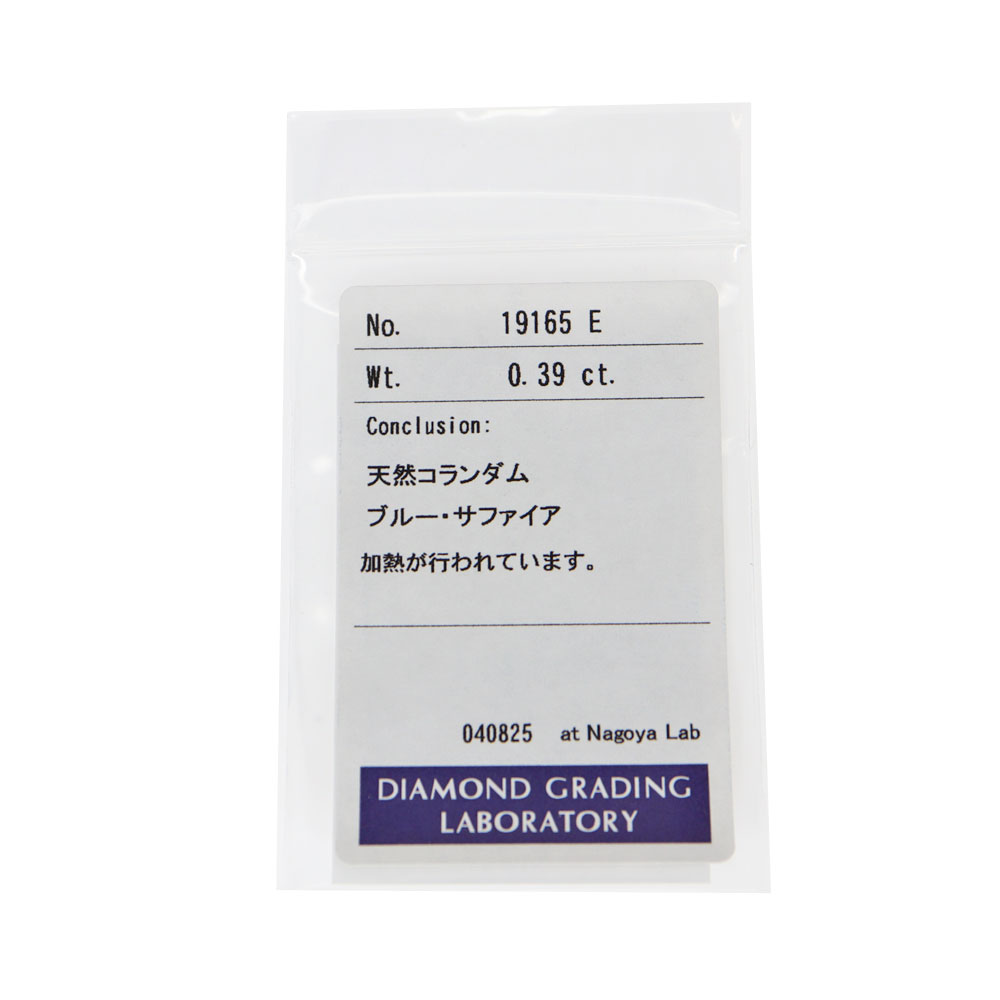 No. 19165 E
Wt. 0.39 ct.
Conclusion:
天然コランダム
ブルー・サファイア
加熱が行われています。
040825 at Nagoya Lab
DIAMOND GRADING
LABORATORY